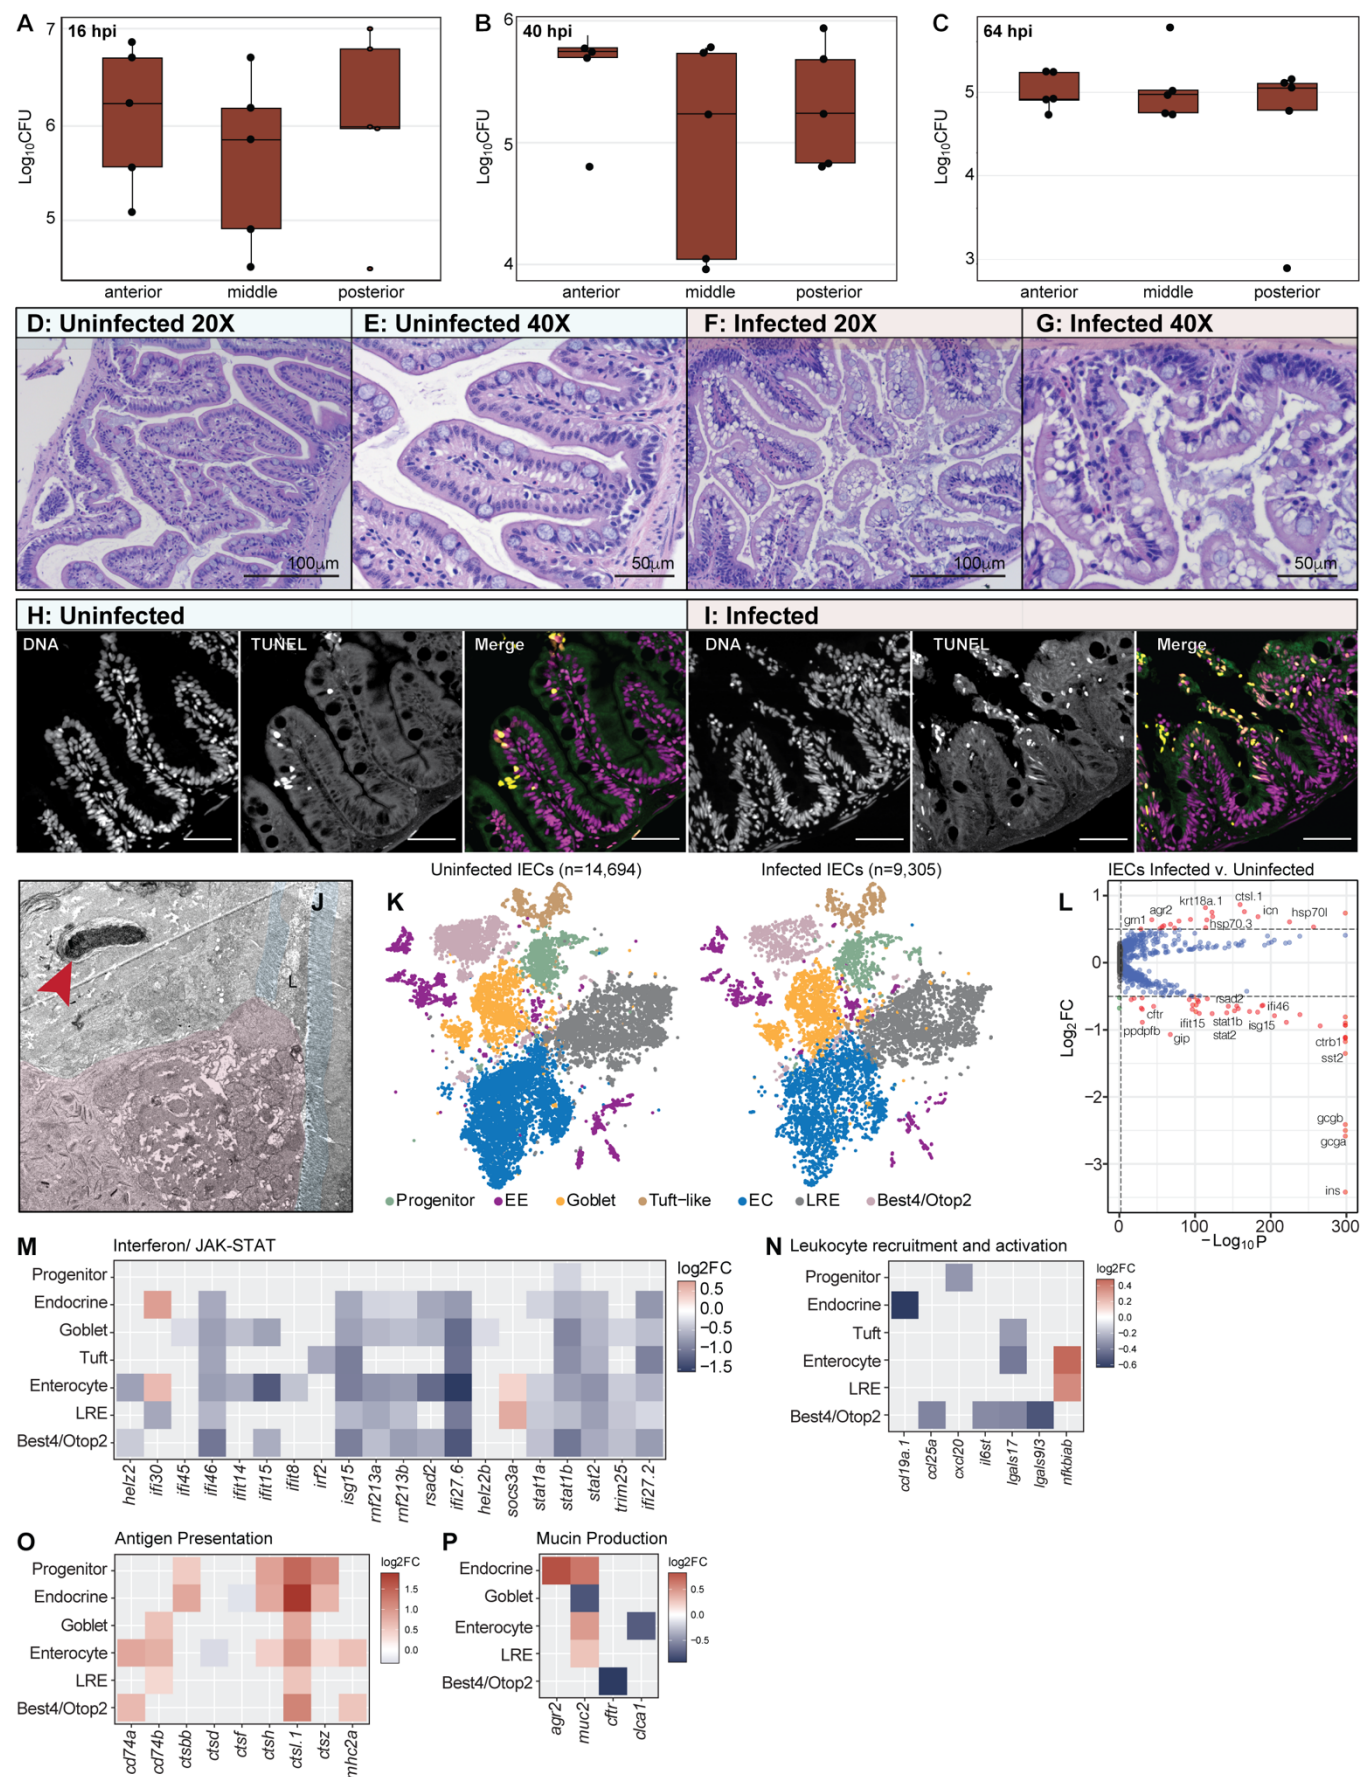 A
16 hpi
7
6
5
Log10CFU
anterior middle posterior
B
40 hpi
6
5
4
Log10CFU
anterior middle posterior
C
64 hpi
5
4
3
Log10CFU
anterior middle posterior
D: Uninfected 20X
E: Uninfected 40X
F: Infected 20X
G: Infected 40X
100µm
50µm
100µm
50µm
H: Uninfected
I: Infected
DNA
TUNEL
Merge
DNA
TUNEL
Merge
J
L
K
Uninfected IECs (n=14,694)
Infected IECs (n=9,305)
Progenitor EE Goblet Tuft-like EC LRE Best4/Otop2
L
IECs Infected v. Uninfected
1
0
−1
−2
−3
Log2 FC
grn1
agr2
krt18a.1
ctsl.1
icn
hsp70.3
hsp70l
rsad2
ifi46
cftr
ifit15
stat1b
isg15
ppdpfb
gip
stat2
ctrb1
sst2
gcgb
gcga
ins
0 100 200 300
−Log10P
M
Interferon/ JAK-STAT
Progenitor
Endocrine
Goblet
Tuft
Enterocyte
LRE
Best4/Otop2
helz2 ifi30 ifi45 ifi46 ifit14 ifit15 ifit8 irf2 isg15 rnf213a rnf213b rsad2 ifi27.6 helz2b socs3a stat1a stat1b stat2 trim25 ifi27.2
log2FC
0.5
0.0
−0.5
−1.0
−1.5
N
Leukocyte recruitment and activation
Progenitor
Endocrine
Tuft
Enterocyte
LRE
Best4/Otop2
ccl19a.1 ccl25a cxcl20 il6st lgals17 lgals9l3 nfkbiab
log2FC
0.4
0.2
0.0
−0.2
−0.4
−0.6
O
Antigen Presentation
Progenitor
Endocrine
Goblet
Enterocyte
LRE
Best4/Otop2
cd74a cd74b ctsbb ctsd ctsf ctsh ctsl.1 ctsz mhc2a
log2FC
1.5
1.0
0.5
0.0
P
Mucin Production
Endocrine
Goblet
Enterocyte
LRE
Best4/Otop2
agr2 muc2 cftr clca1
log2FC
0.5
0.0
−0.5